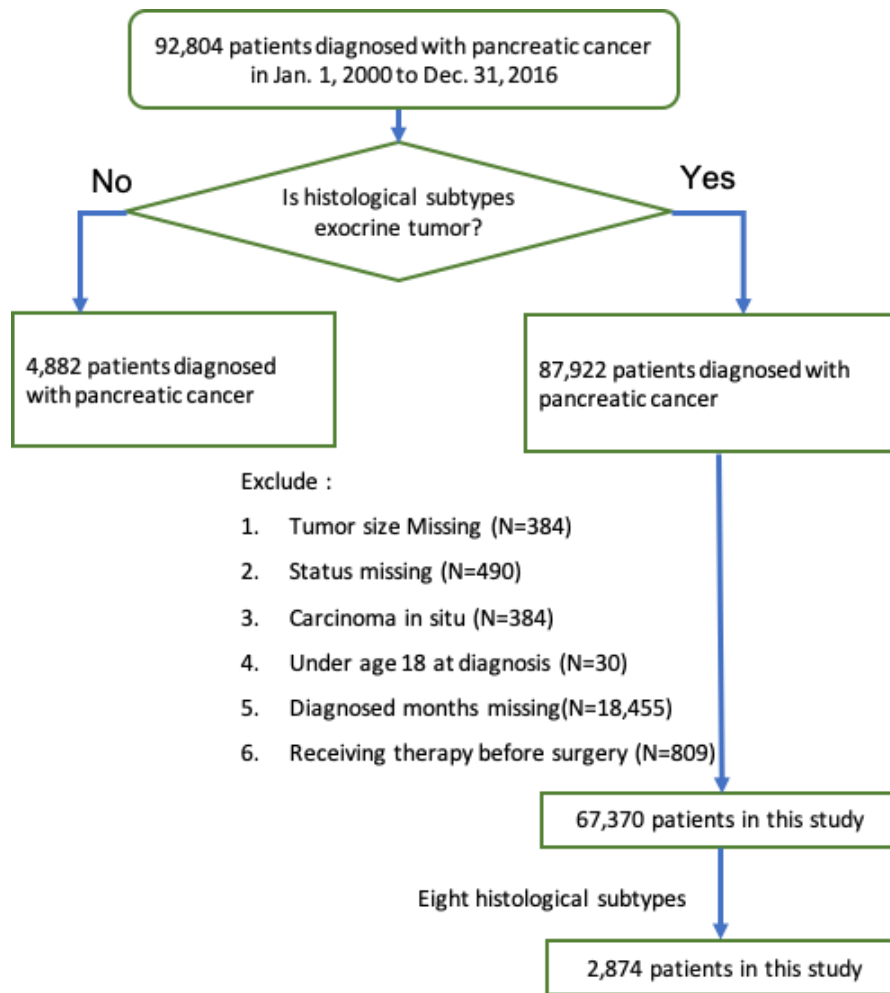 92,804 patients diagnosed with pancreatic cancer
in Jan. 1, 2000 to Dec. 31, 2016
No
Yes
Is histological subtypes
exocrine tumor?
4,882 patients diagnosed
with pancreatic cancer
87,922 patients diagnosed with
pancreatic cancer
Exclude :
1. Tumor size Missing (N=384)
2. Status missing (N=490)
3. Carcinoma in situ (N=384)
4. Under age 18 at diagnosis (N=30)
5. Diagnosed months missing(N=18,455)
6. Receiving therapy before surgery (N=809)
67,370 patients in this study
Eight histological subtypes
2,874 patients in this study